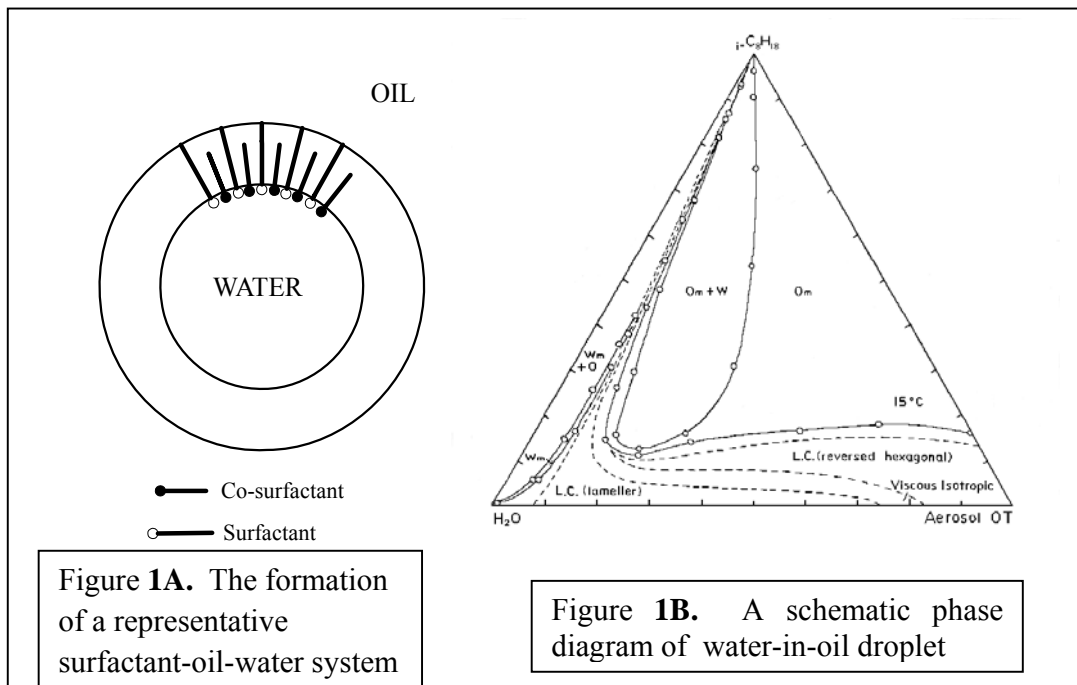 OIL
WATER
Co-surfactant
Surfactant
Figure 1A. The formation
of a representative
surfactant-oil-water system
i-C8H18
Om + W
Om
Wm
+O
15°C
L.C.(reversed hexagonal)
Wm
L.C.(lameller)
Viscous Isotropic
H2O
Aerosol OT
Figure 1B. A schematic phase
diagram of water-in-oil droplet